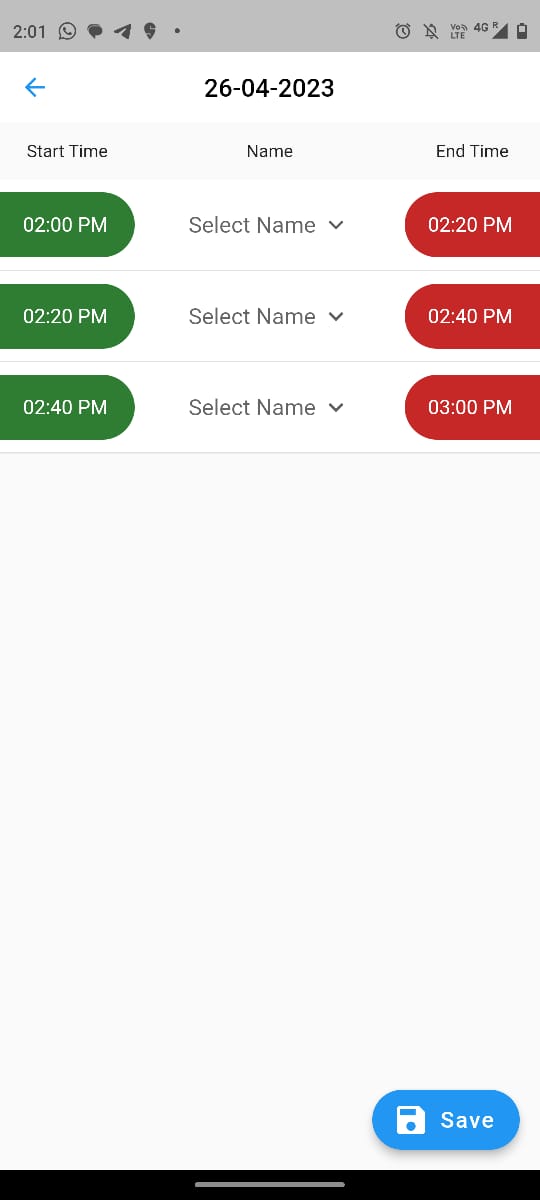 2:01 Vo)) LTE 4G R
26-04-2023
Start Time Name End Time
02:00 PM Select Name 02:20 PM
02:20 PM Select Name 02:40 PM
02:40 PM Select Name 03:00 PM
Save